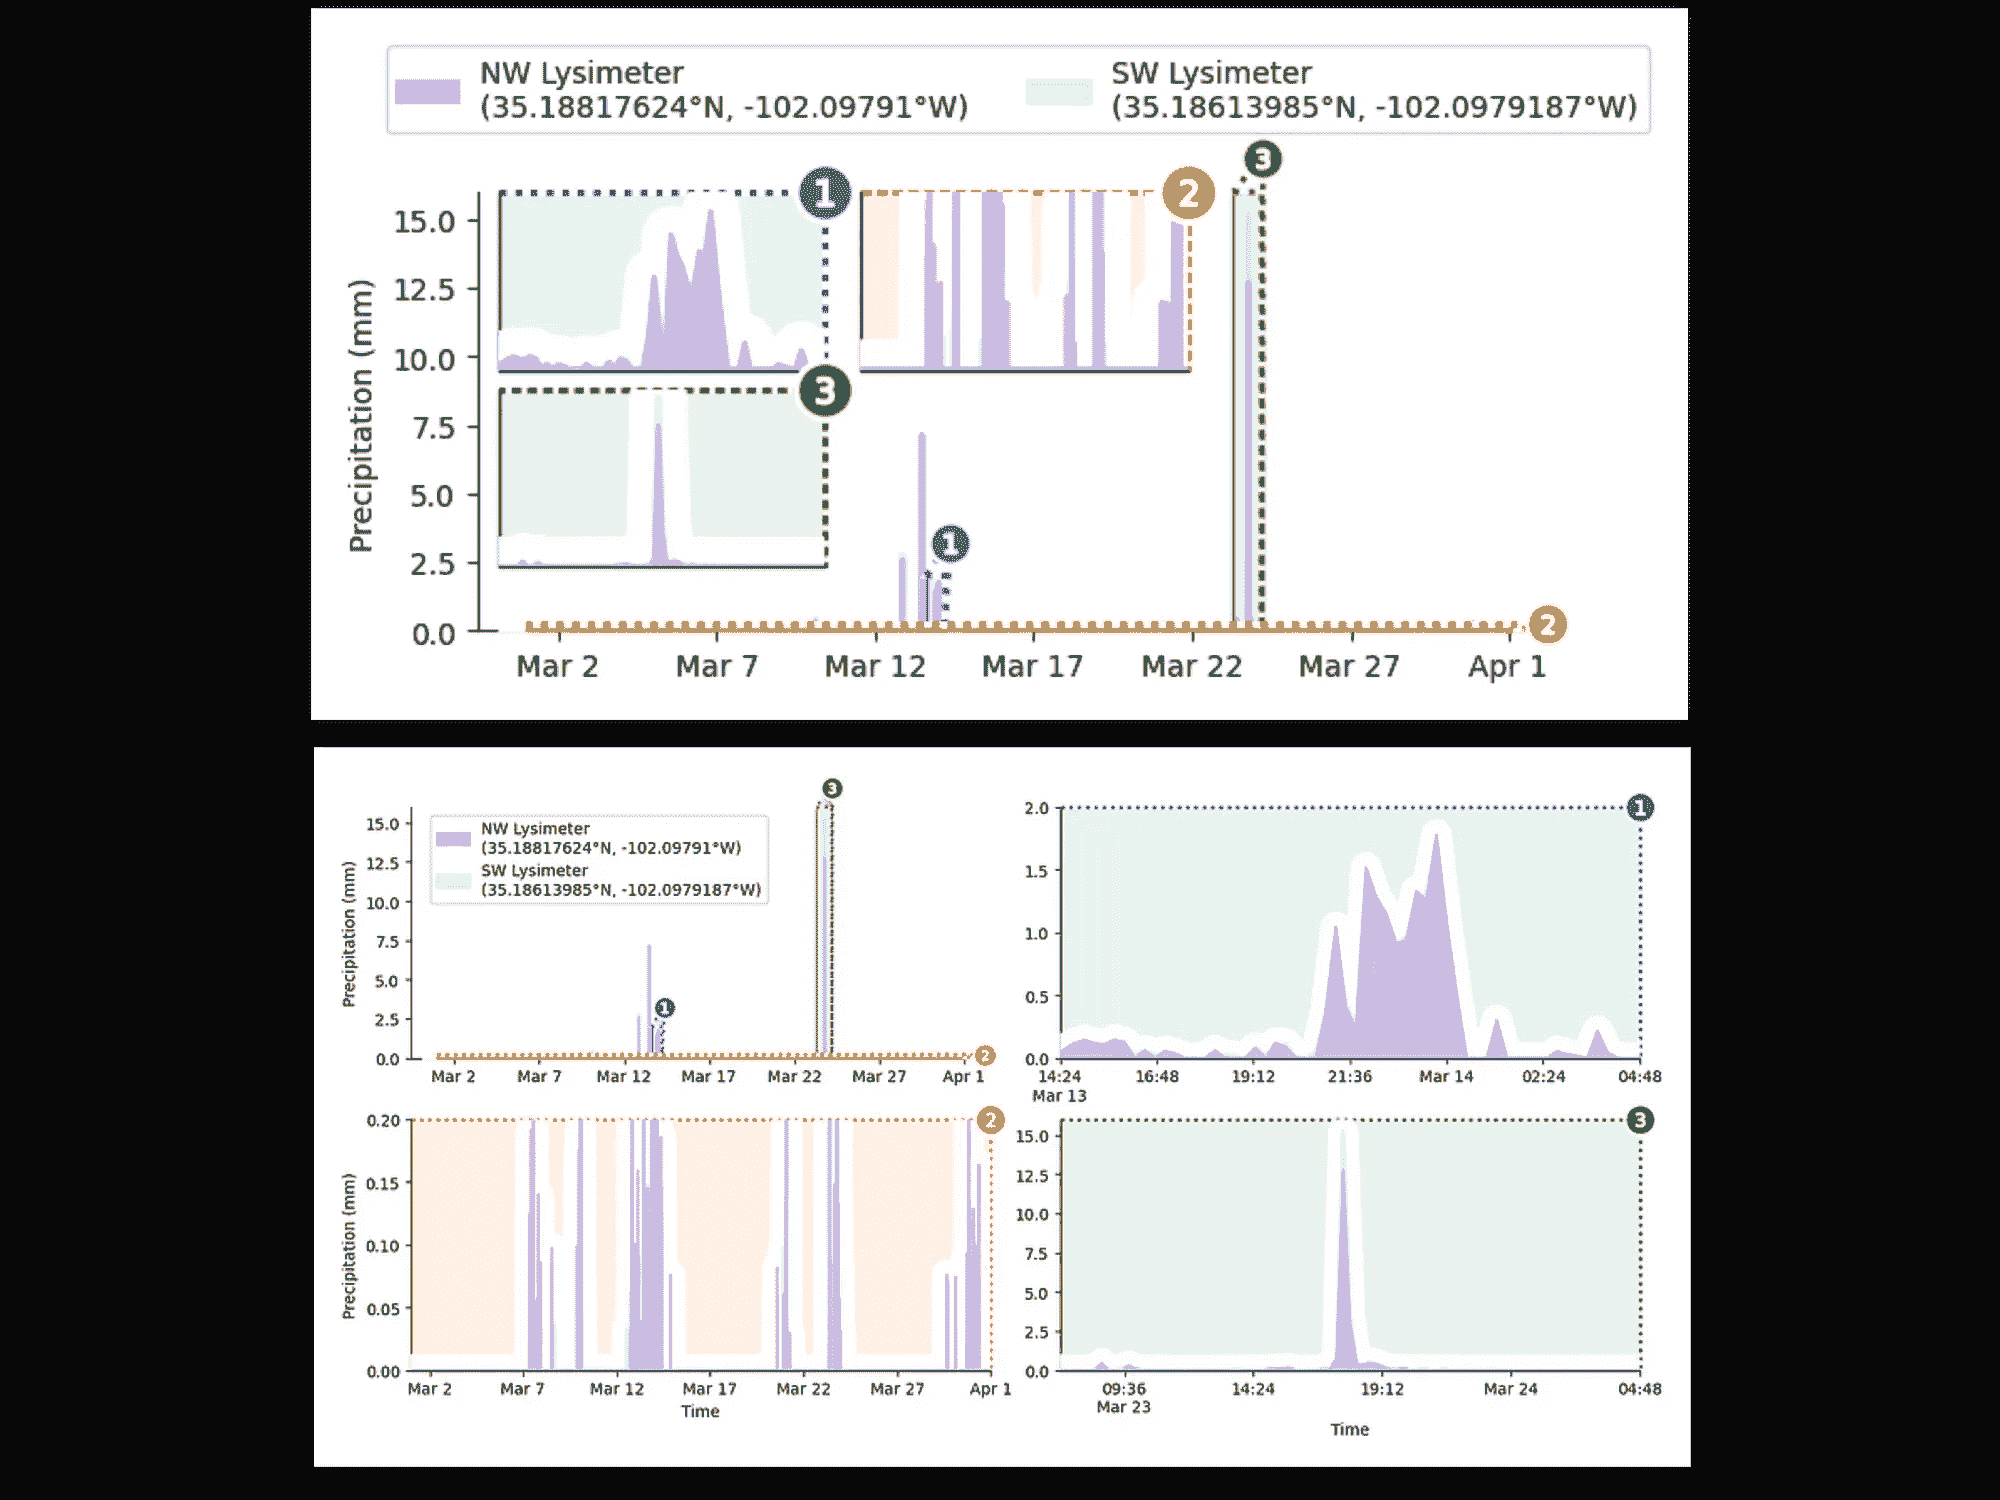 NW Lysimeter
(35.18817624°N, -102.09791°W)
SW Lysimeter
(35.18613985°N, -102.0979187°W)
3
1
2
15.0
12.5
10.0
7.5
5.0
2.5
0.0
Precipitation (mm)
3
1
2
Mar 2
Mar 7
Mar 12
Mar 17
Mar 22
Mar 27
Apr 1
3
NW Lysimeter
(35.18817624°N, -102.09791°W)
SW Lysimeter
(35.18613985°N, -102.0979187°W)
15.0
12.5
10.0
7.5
5.0
2.5
0.0
Precipitation (mm)
1
2
Mar 2
Mar 7
Mar 12
Mar 17
Mar 22
Mar 27
Apr 1
1
2.0
1.5
1.0
0.5
0.0
14:24
16:48
19:12
21:36
Mar 14
02:24
04:48
Mar 13
2
0.20
0.15
0.10
0.05
0.00
Precipitation (mm)
Mar 2
Mar 7
Mar 12
Mar 17
Mar 22
Mar 27
Apr 1
Time
3
15.0
12.5
10.0
7.5
5.0
2.5
0.0
09:36
14:24
19:12
Mar 24
04:48
Mar 23
Time